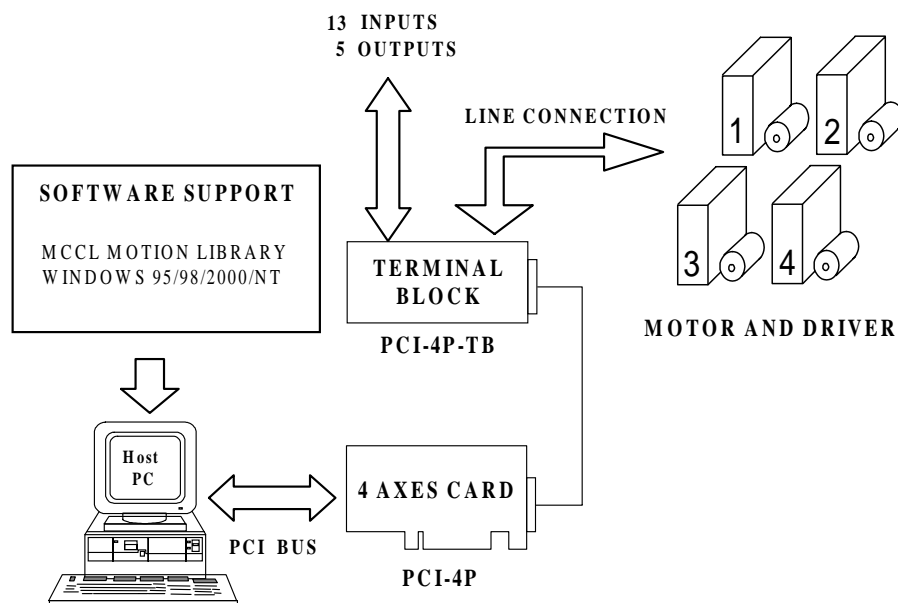 13 INPUTS
5 OUTPUTS
LINE CONNECTION
1
2
3
4
MOTOR AND DRIVER
SOFTWARE SUPPORT
MCCL MOTION LIBRARY
WINDOWS 95/98/2000/NT
TERMINAL
BLOCK
PCI-4P-TB
Host
PC
PCI BUS
4 AXES CARD
PCI-4P